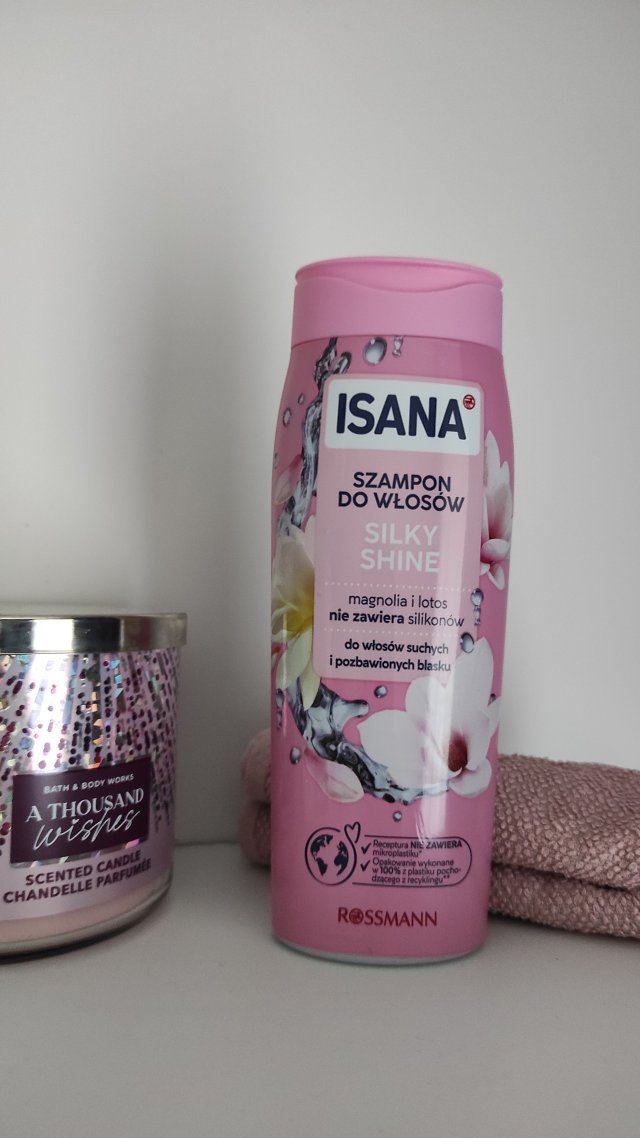 ISANA
SZAMPON
DO WŁOSÓW
SILKY
SHINE
magnolia i lotos
nie zawiera silikonów
do włosów suchych
i pozbawionych blasku
Receptura NIE ZAWIERA
mikroplastiku*
Opakowanie wykonane
w 100% z plastiku pocho-
dzącego z recyklingu**
ROSSMANN
BATH & BODY WORKS
A THOUSAND
wishes
SCENTED CANDLE
CHANDELLE PARFUMÉE